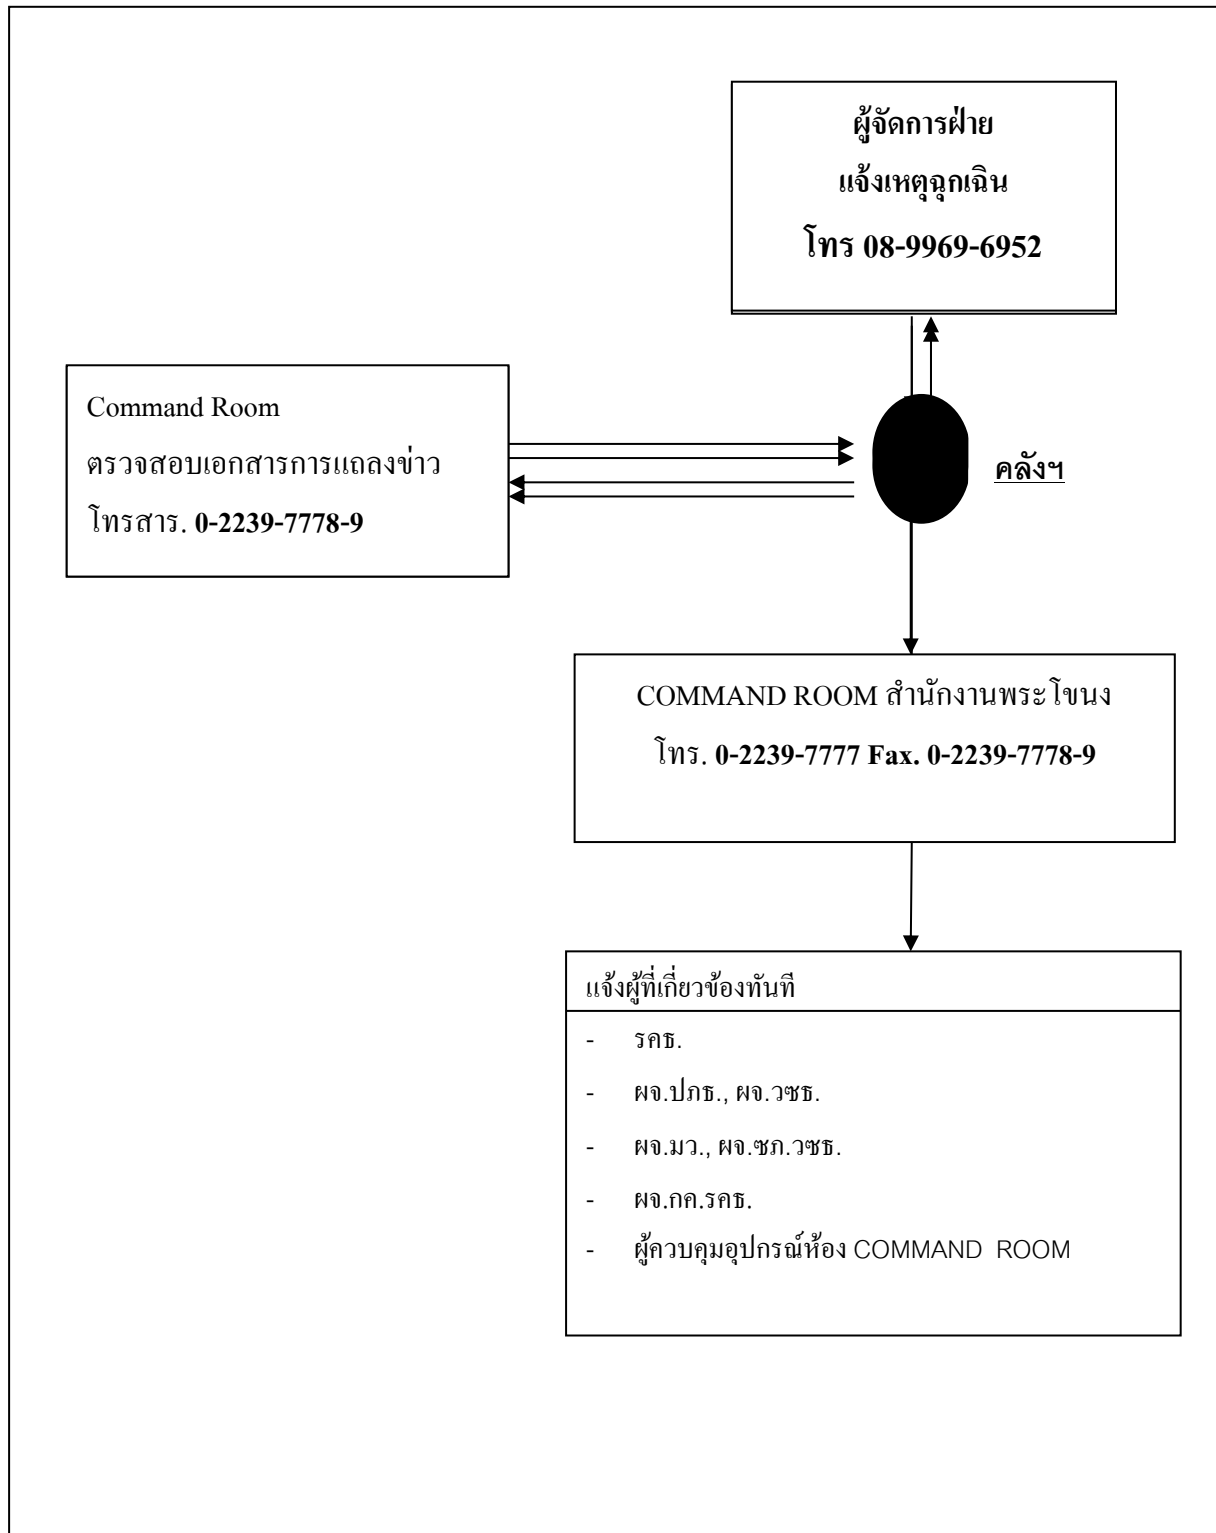 ผู้จัดการฝ่าย
แจ้งเหตุฉุกเฉิน
โทร 08-9969-6952
Command Room
ตรวจสอบเอกสารการแถลงข่าว
โทรสาร. 0-2239-7778-9
คลังฯ
COMMAND ROOM สำนักงานพระโขนง
โทร. 0-2239-7777 Fax. 0-2239-7778-9
แจ้งผู้ที่เกี่ยวข้องทันที
- รคธ.
- ผจ.ปภธ., ผจ.วซธ.
- ผจ.มว., ผจ.ซภ.วซธ.
- ผจ.กค.รคธ.
- ผู้ควบคุมอุปกรณ์ห้อง COMMAND ROOM